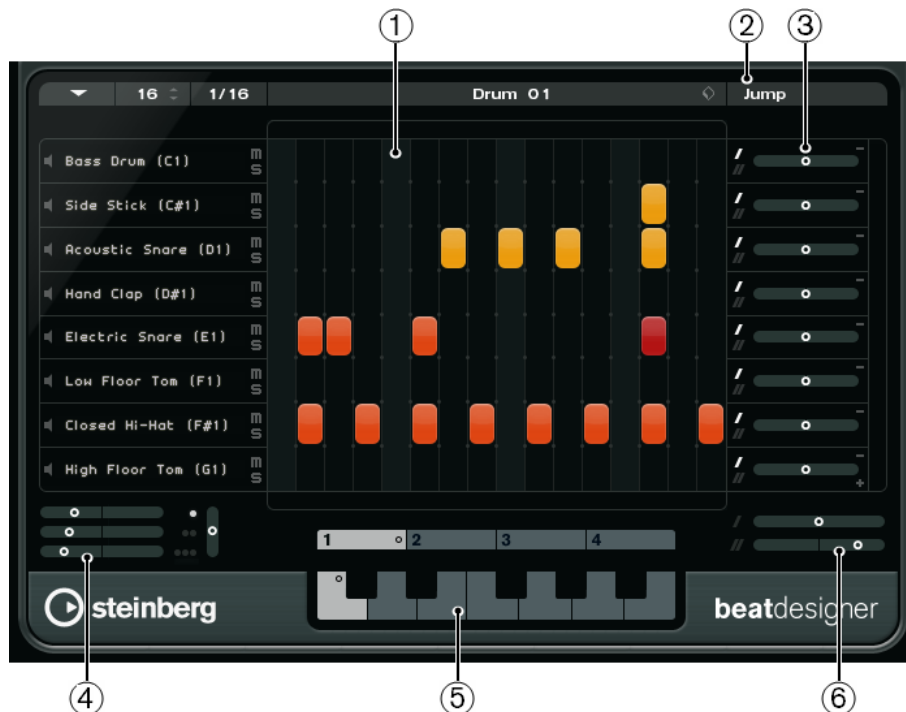 ① ② ③
16 1/16 Drum 01 Jump
Bass Drum (C1) m s
Side Stick (C#1) m s
Acoustic Snare (D1) m s
Hand Clap (D#1) m s
Electric Snare (E1) m s
Low Floor Tom (F1) m s
Closed Hi-Hat (F#1) m s
High Floor Tom (G1) m s
1 2 3 4
steinberg beatdesigner
④ ⑤ ⑥